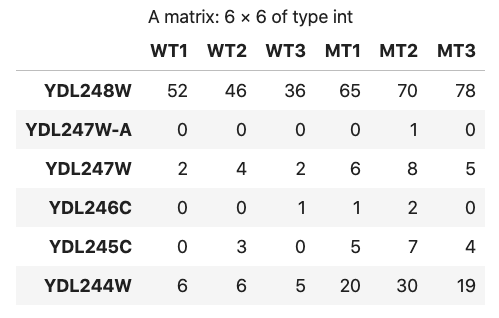 A matrix: 6 × 6 of type int
WT1 WT2 WT3 MT1 MT2 MT3
YDL248W 52 46 36 65 70 78
YDL247W-A 0 0 0 0 1 0
YDL247W 2 4 2 6 8 5
YDL246C 0 0 1 1 2 0
YDL245C 0 3 0 5 7 4
YDL244W 6 6 5 20 30 19